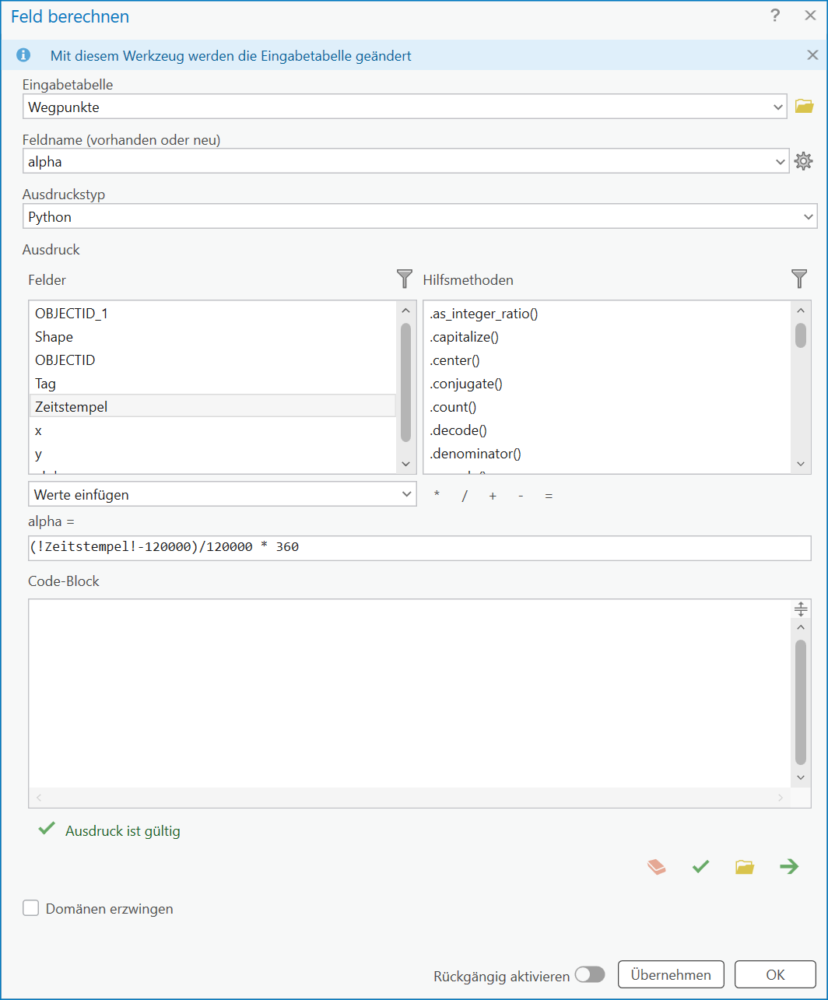 Feld berechnen
Mit diesem Werkzeug werden die Eingabetabelle geändert
Eingabetabelle
Wegpunkte
Feldname (vorhanden oder neu)
alpha
Ausdruckstyp
Python
Ausdruck
Felder
Hilfsmethoden
OBJECTID_1
Shape
OBJECTID
Tag
Zeitstempel
x
y
.as_integer_ratio()
.capitalize()
.center()
.conjugate()
.count()
.decode()
.denominator()
Werte einfügen
* / + - =
alpha =
(!Zeitstempel!-120000)/120000 * 360
Code-Block
Ausdruck ist gültig
Domänen erzwingen
Rückgängig aktivieren
Übernehmen
OK